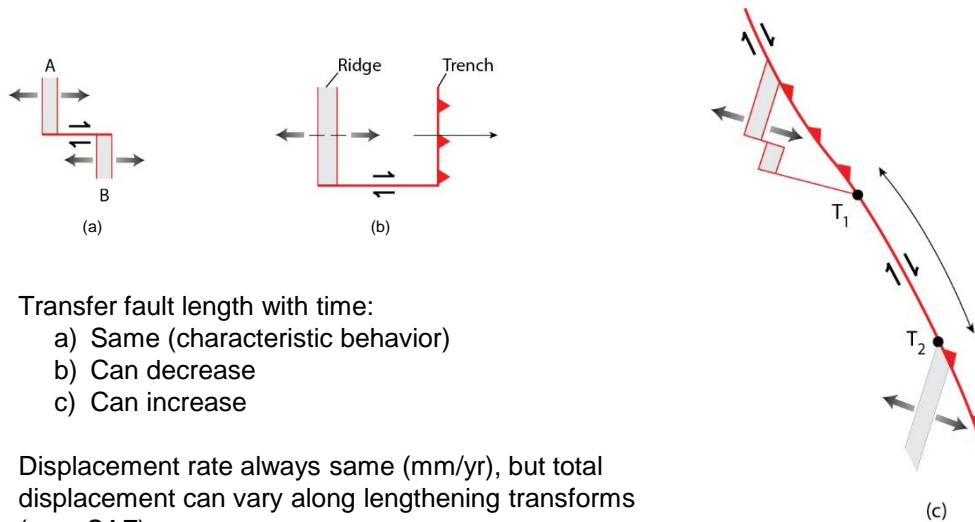 A
B
(a)
Ridge
Trench
(b)
T1
T2
(c)
Transfer fault length with time:
a) Same (characteristic behavior)
b) Can decrease
c) Can increase
Displacement rate always same (mm/yr), but total
displacement can vary along lengthening transforms